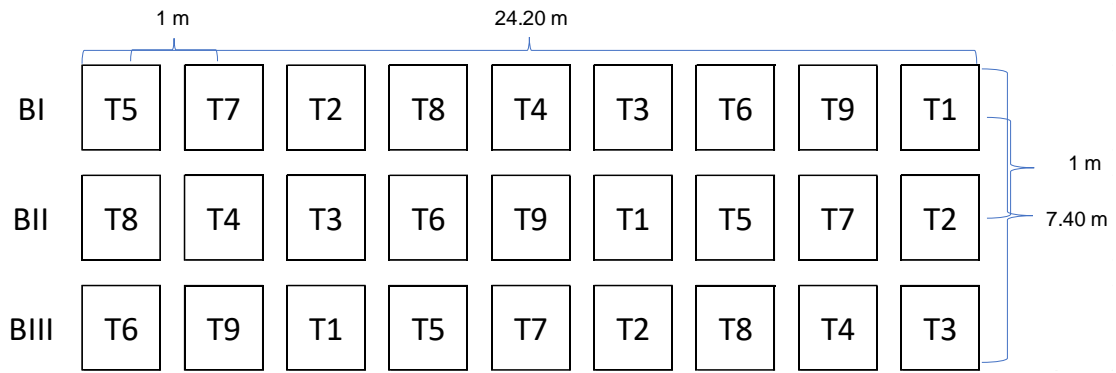 1 m 24.20 m
BI T5 T7 T2 T8 T4 T3 T6 T9 T1
1 m
BII T8 T4 T3 T6 T9 T1 T5 T7 T2
7.40 m
BIII T6 T9 T1 T5 T7 T2 T8 T4 T3